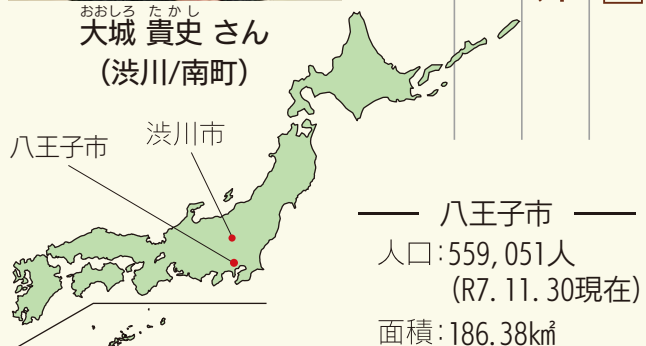 おおしろ たかし
大城 貴史 さん
(渋川/南町)
渋川市
八王子市
八王子市
人口:559,051人
(R7.11.30現在)
面積:186.38㎢